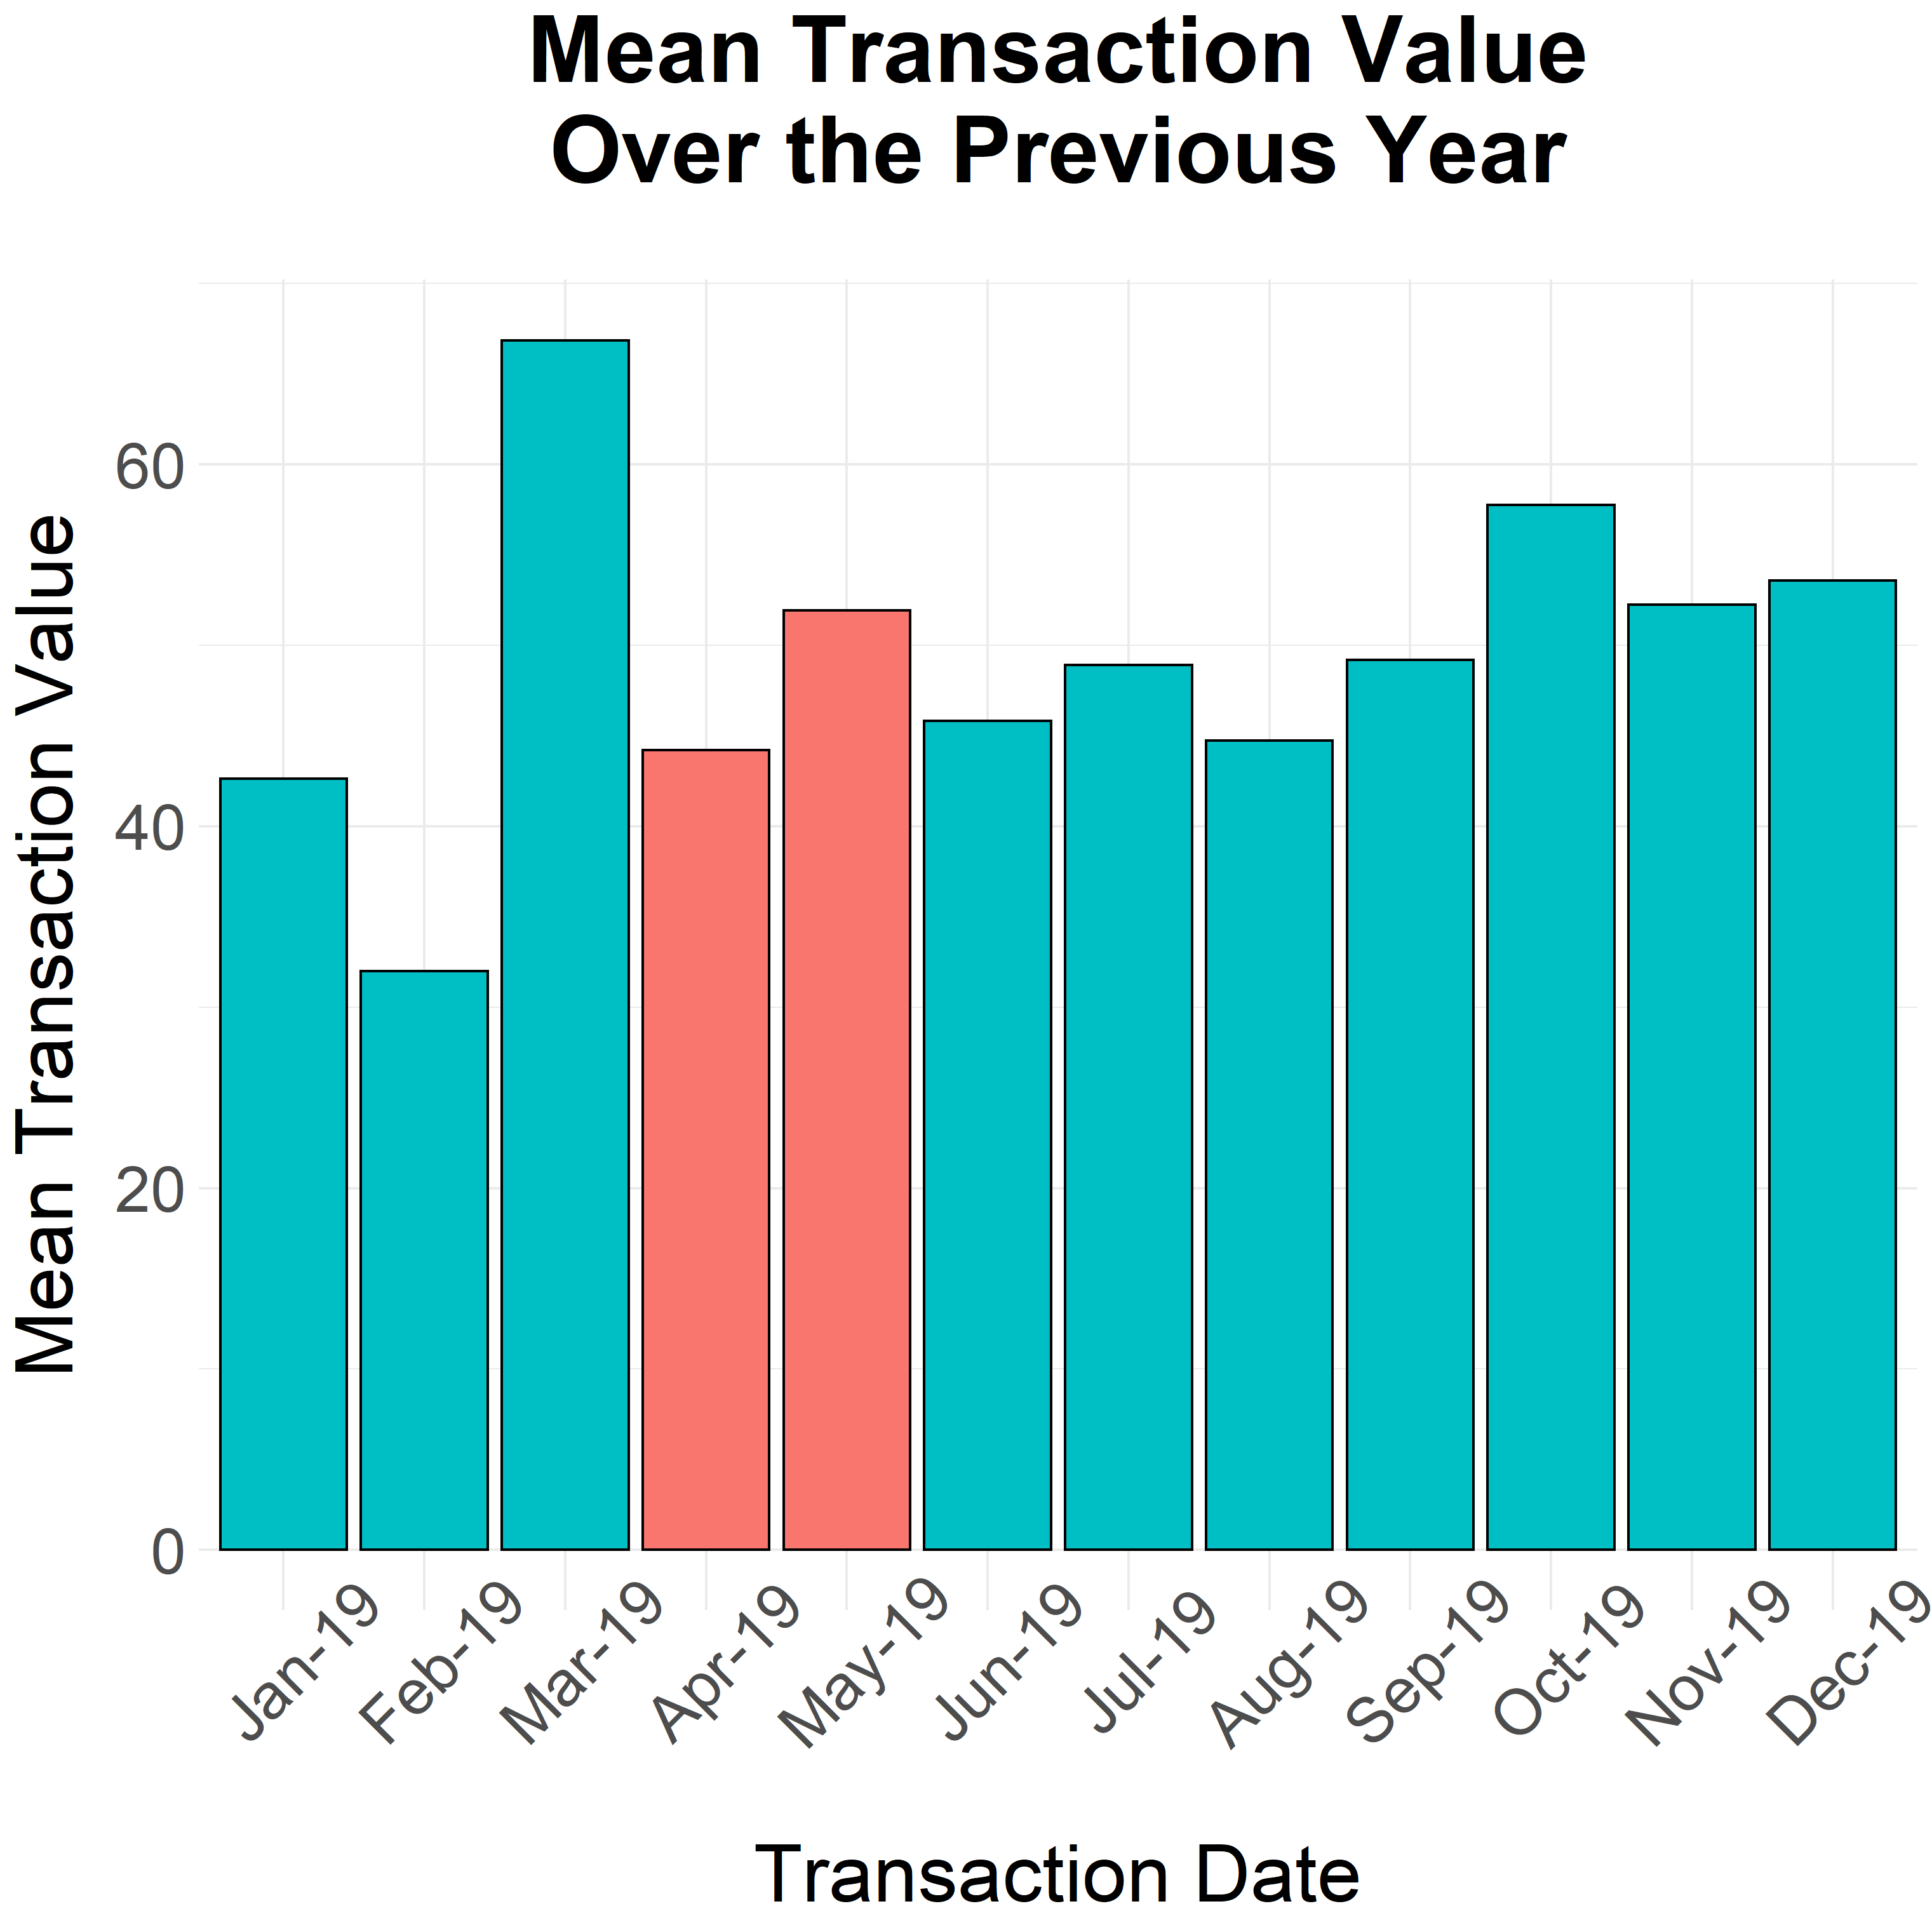 Mean Transaction Value
Over the Previous Year
Mean Transaction Value
60
40
20
0
Jan-19
Feb-19
Mar-19
Apr-19
May-19
Jun-19
Jul-19
Aug-19
Sep-19
Oct-19
Nov-19
Dec-19
Transaction Date